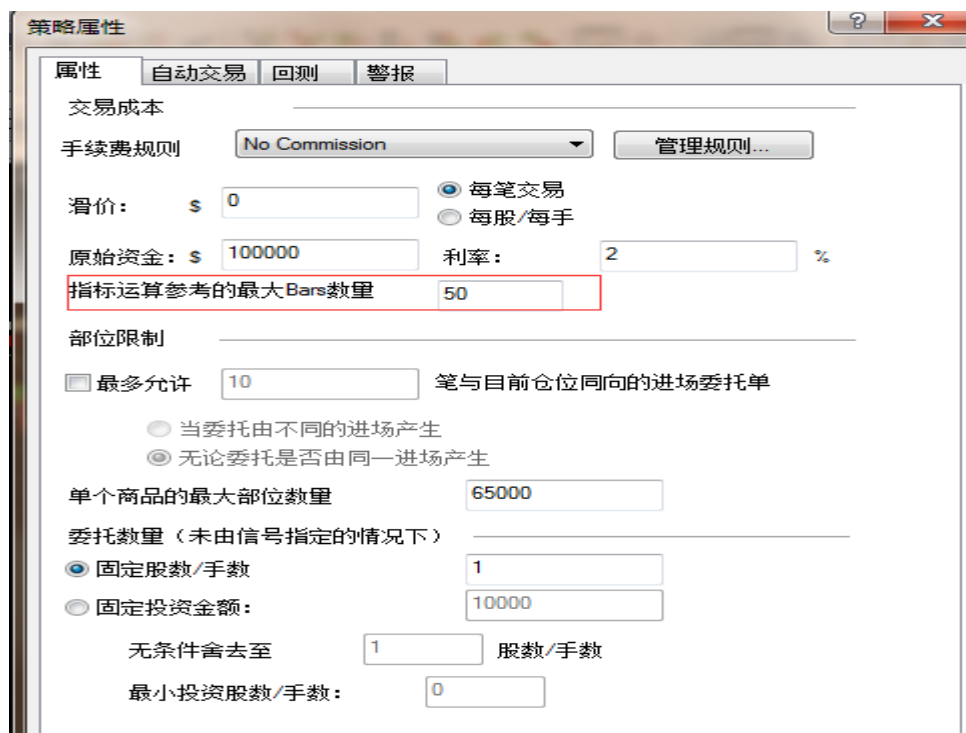 策略属性
属性 自动交易 回测 警报
交易成本
手续费规则 No Commission 管理规则...
滑价： $ 0 每笔交易
每股/每手
原始资金：$ 100000 利率： 2 %
指标运算参考的最大Bars数量 50
部位限制
最多允许 10 笔与目前仓位同向的进场委托单
当委托由不同的进场产生
无论委托是否由同一进场产生
单个商品的最大部位数量 65000
委托数量（未由信号指定的情况下）
固定股数/手数 1
固定投资金额： 10000
无条件舍去至 1 股数/手数
最小投资股数/手数： 0